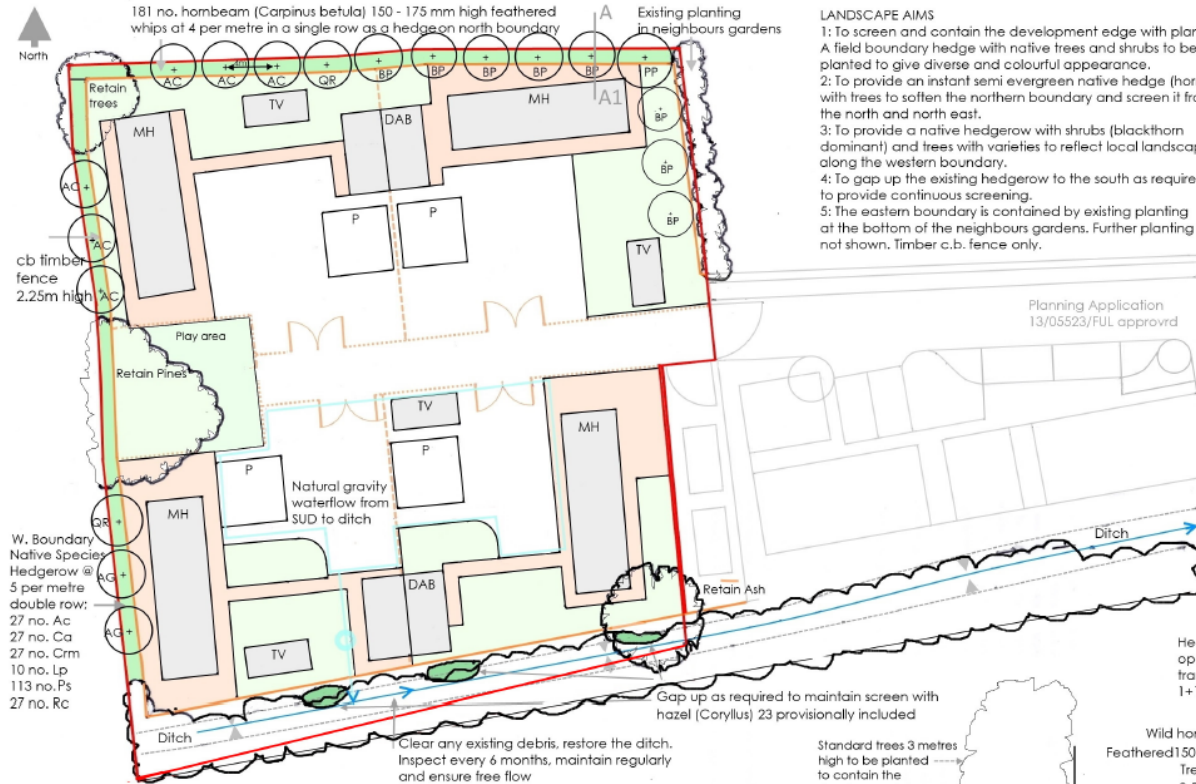 181 no. hornbeam (Carpinus betula) 150 - 175 mm high feathered
whips at 4 per metre in a single row as a hedge on north boundary
A
Existing planting
in neighbours gardens
North
LANDSCAPE AIMS
1: To screen and contain the development edge with plan
A field boundary hedge with native trees and shrubs to be
planted to give diverse and colourful appearance.
2: To provide an instant semi evergreen native hedge (hor
with trees to soften the northern boundary and screen it fro
the north and north east.
3: To provide a native hedgerow with shrubs (blackthorn
dominant) and trees with varieties to reflect local landscap
along the western boundary.
4: To gap up the existing hedgerow to the south as require
to provide continuous screening.
5: The eastern boundary is contained by existing planting
at the bottom of the neighbours gardens. Further planting
not shown. Timber c.b. fence only.
AC
AC
AC
QR
BP
BP
BP
BP
BP
PP
A1
Retain
trees
TV
MH
DAB
MH
BP
BP
BP
AC
AC
AC
cb timber
fence
2.25m high
P
P
TV
Planning Application
13/05523/FUL approvrd
Play area
Retain Pines
TV
MH
P
P
Natural gravity
waterflow from
SUD to ditch
MH
QR
AG
AG
W. Boundary
Native Species
Hedgerow @
5 per metre
double row:
27 no. Ac
27 no. Ca
27 no. Crm
10 no. Lp
113 no. Ps
27 no. Rc
DAB
TV
Retain Ash
Ditch
Ditch
Gap up as required to maintain screen with
hazel (Coryllus) 23 provisionally included
Clear any existing debris, restore the ditch.
Inspect every 6 months, maintain regularly
and ensure free flow
Standard trees 3 metres
high to be planted
to contain the
He
op
tra
1+
Wild hor
Feathered150
Tre